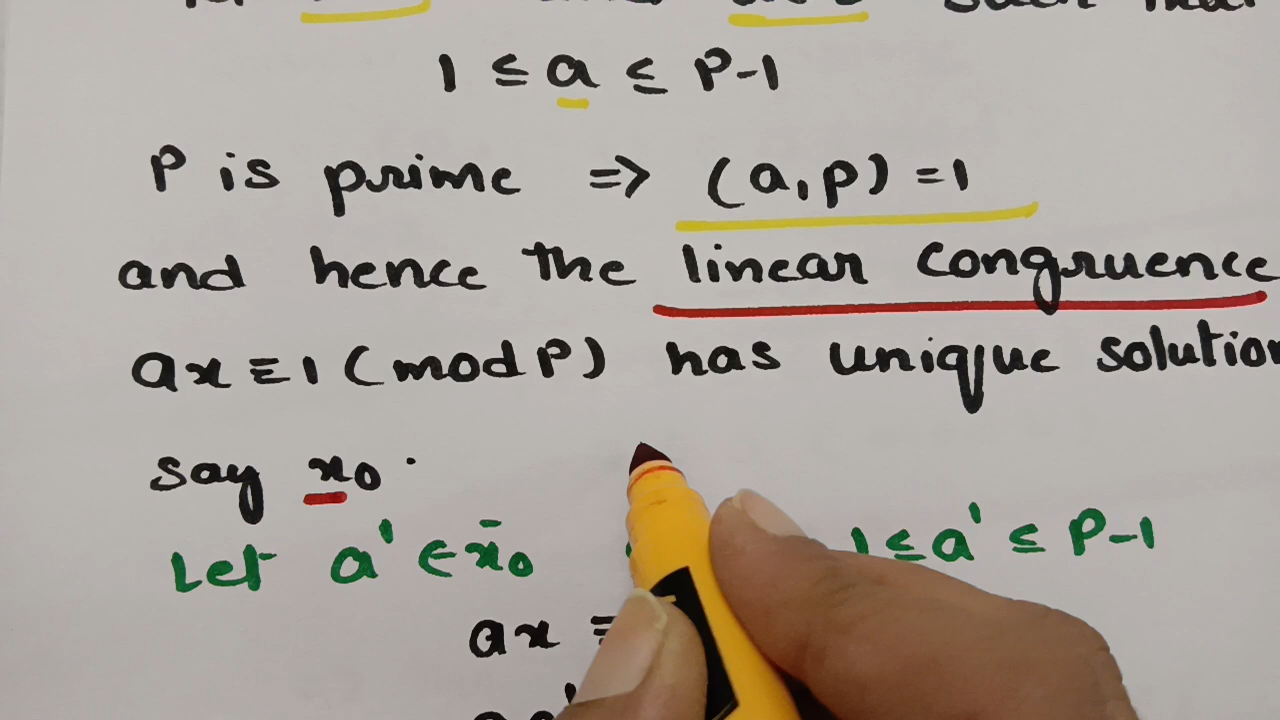 1 ≤ a ≤ P-1
P is prime => (a,p) = 1
and hence the linear congruence
ax ≡ 1 (mod P) has unique solution
say x0.
Let a' ∈ x̄0 1 ≤ a' ≤ P-1
ax ≡